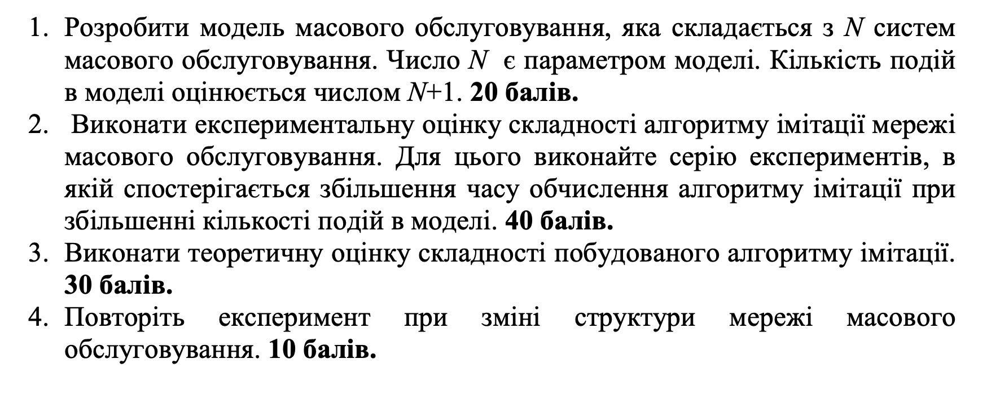 1. Розробити модель масового обслуговування, яка складається з N систем
масового обслуговування. Число N є параметром моделі. Кількість подій
в моделі оцінюється числом N+1. 20 балів.
2. Виконати експериментальну оцінку складності алгоритму імітації мережі
масового обслуговування. Для цього виконайте серію експериментів, в
якій спостерігається збільшення часу обчислення алгоритму імітації при
збільшенні кількості подій в моделі. 40 балів.
3. Виконати теоретичну оцінку складності побудованого алгоритму імітації.
30 балів.
4. Повторіть експеримент при зміні структури мережі масового
обслуговування. 10 балів.